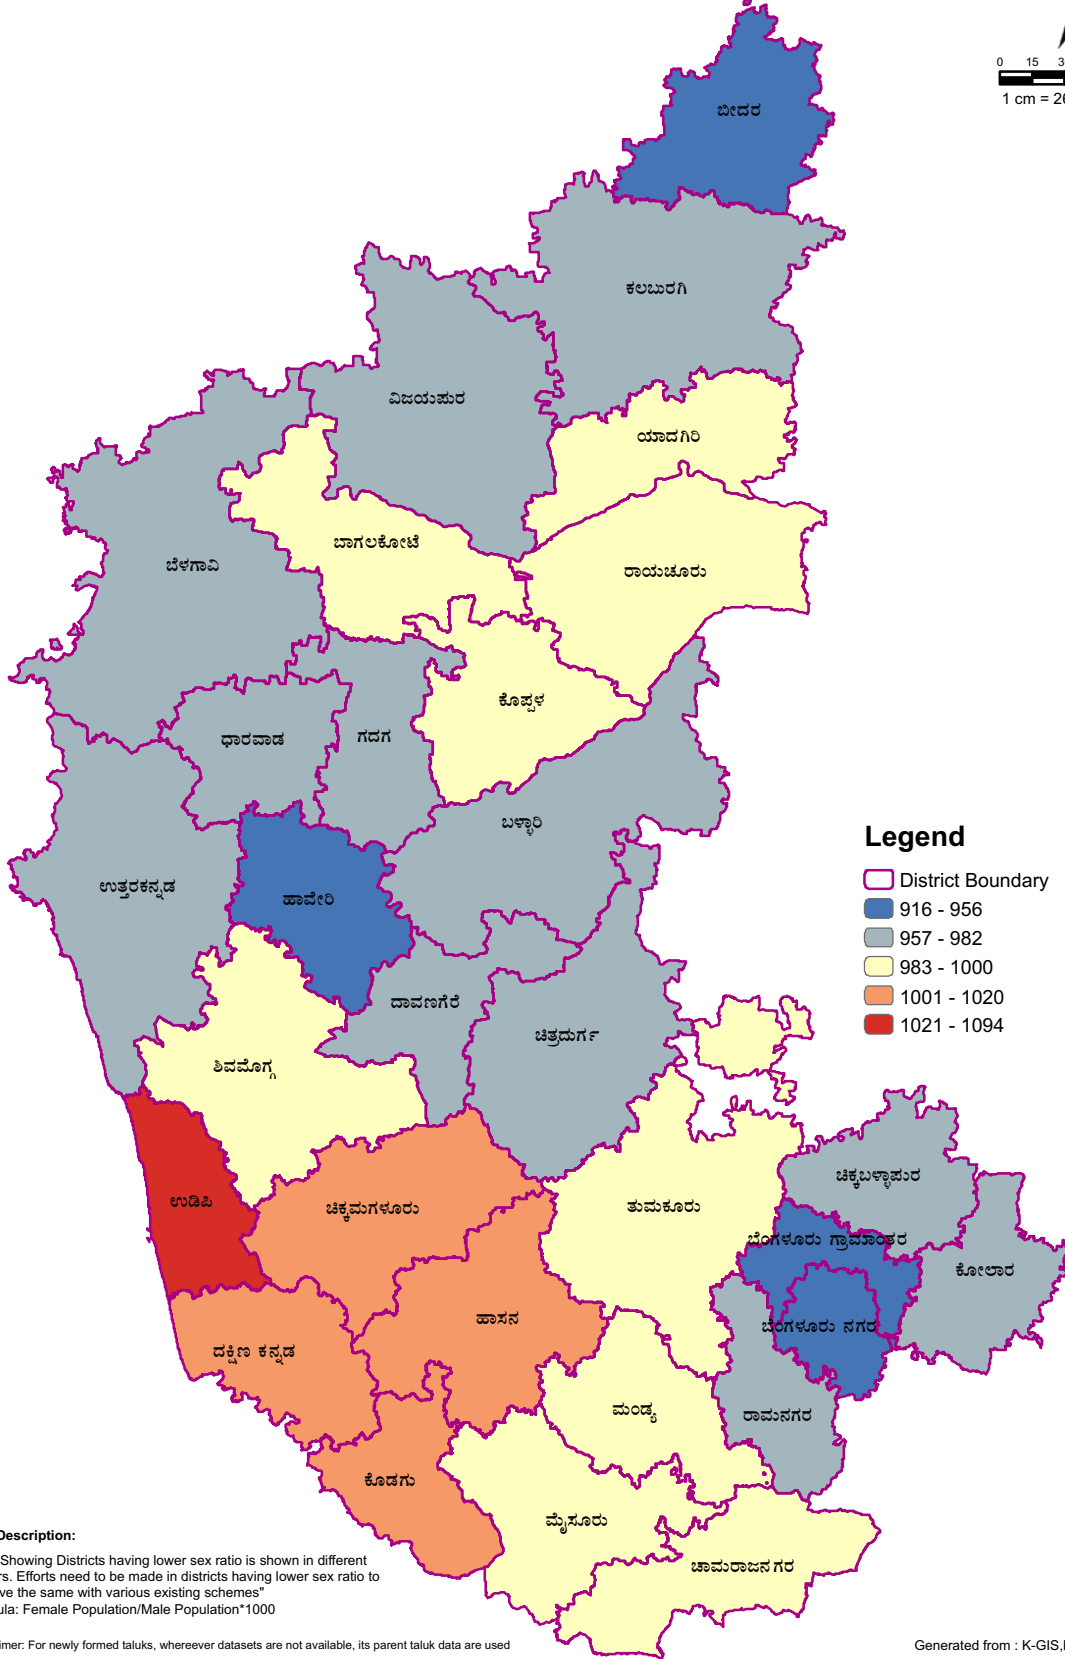 0 15
1 cm = 26
ಬೀದರ
ಕಲಬುರಗಿ
ವಿಜಯಪುರ
ಯಾದಗಿರಿ
ಬಾಗಲಕೋಟೆ
ಬೆಳಗಾವಿ
ರಾಯಚೂರು
ಕೊಪ್ಪಳ
ಧಾರವಾಡ
ಗದಗ
ಬಳ್ಳಾರಿ
ಉತ್ತರಕನ್ನಡ
ಹಾವೇರಿ
Legend
District Boundary
916 - 956
957 - 982
983 - 1000
1001 - 1020
1021 - 1094
ದಾವಣಗೆರೆ
ಚಿತ್ರದುರ್ಗ
ಶಿವಮೊಗ್ಗ
ಚಿಕ್ಕಬಳ್ಳಾಪುರ
ಉಡಿಪಿ
ಚಿಕ್ಕಮಗಳೂರು
ತುಮಕೂರು
ಬೆಂಗಳೂರು ಗ್ರಾಮಾಂತರ
ಕೋಲಾರ
ಹಾಸನ
ಬೆಂಗಳೂರು ನಗರ
ದಕ್ಷಿಣ ಕನ್ನಡ
ಮಂಡ್ಯ
ರಾಮನಗರ
ಕೊಡಗು
ಮೈಸೂರು
ಚಾಮರಾಜನಗರ
Description:
Showing Districts having lower sex ratio is shown in different
rs. Efforts need to be made in districts having lower sex ratio to
ve the same with various existing schemes"
ula: Female Population/Male Population*1000
imer: For newly formed taluks, whereever datasets are not available, its parent taluk data are used
Generated from : K-GIS,